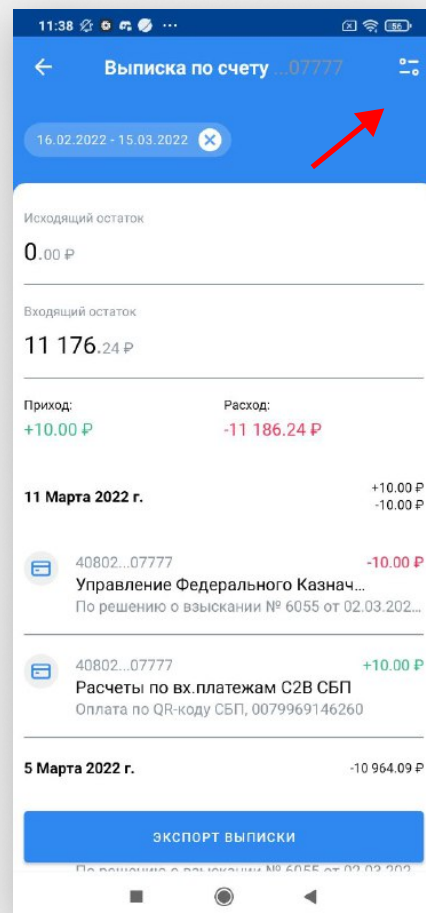 11:38 ... 56
Выписка по счету ...07777
16.02.2022 - 15.03.2022
Исходящий остаток
0.00 ₽
Входящий остаток
11 176.24 ₽
Приход: Расход:
+10.00 ₽ -11 186.24 ₽
11 Марта 2022 г. +10.00 ₽
-10.00 ₽
40802...07777 -10.00 ₽
Управление Федерального Казнач...
По решению о взыскании № 6055 от 02.03.202...
40802...07777 +10.00 ₽
Расчеты по вх.платежам С2В СБП
Оплата по QR-коду СБП, 0079969146260
5 Марта 2022 г. -10 964.09 ₽
ЭКСПОРТ ВЫПИСКИ
По решению о взыскании № 6055 от 02.03.202...